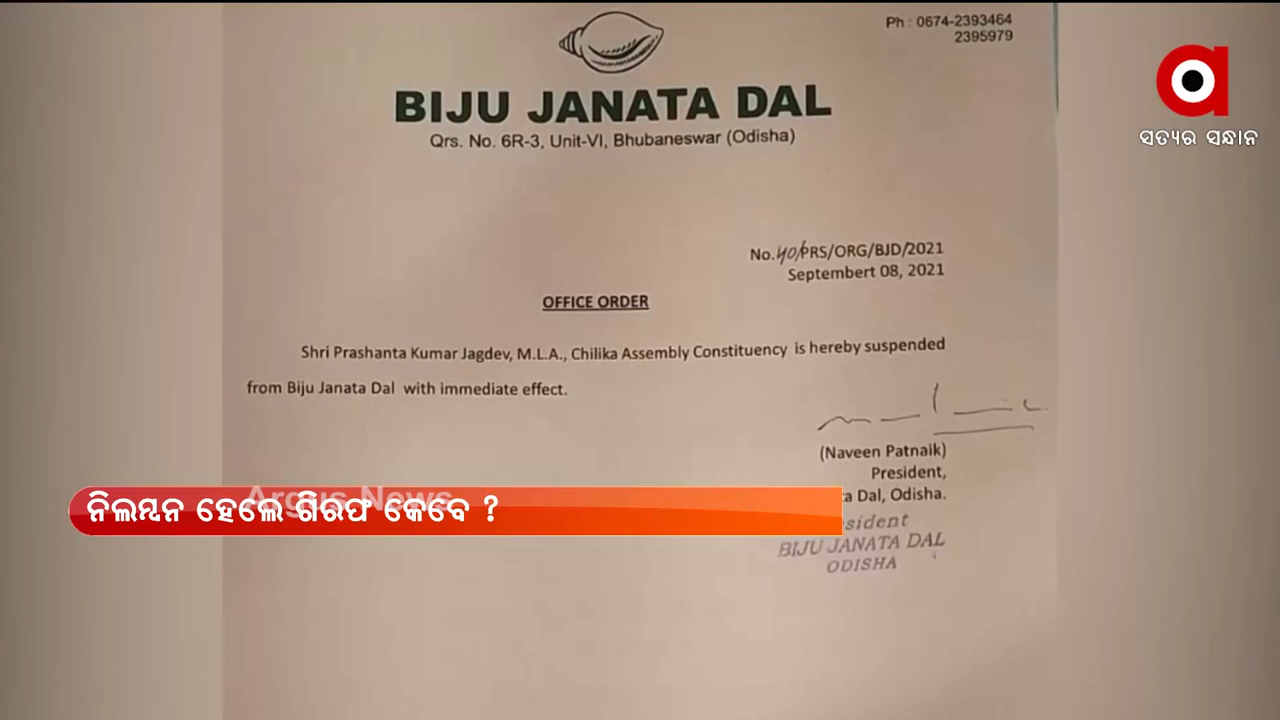 Ph : 0674-2393464
2395979
BIJU JANATA DAL
Qrs. No. 6R-3, Unit-VI, Bhubaneswar (Odisha)
ସତ୍ୟର ସନ୍ଧାନ
No.40/PRS/ORG/BJD/2021
Septembert 08, 2021
OFFICE ORDER
Shri Prashanta Kumar Jagdev, M.L.A., Chilika Assembly Constituency is hereby suspended
from Biju Janata Dal with immediate effect.
(Naveen Patnaik)
President,
Dal, Odisha.
Argus News
ନିଲମ୍ବନ ହେଲେ ଗିରଫ କେବେ ?
BIJU JANATA DAL
ODISHA